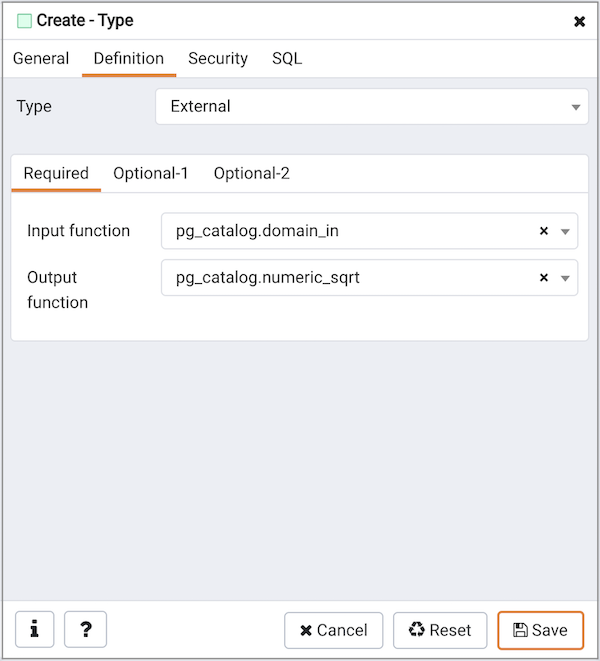 Create - Type
General Definition Security SQL
Type External
Required Optional-1 Optional-2
Input function pg_catalog.domain_in
Output function pg_catalog.numeric_sqrt
i ? Cancel Reset Save